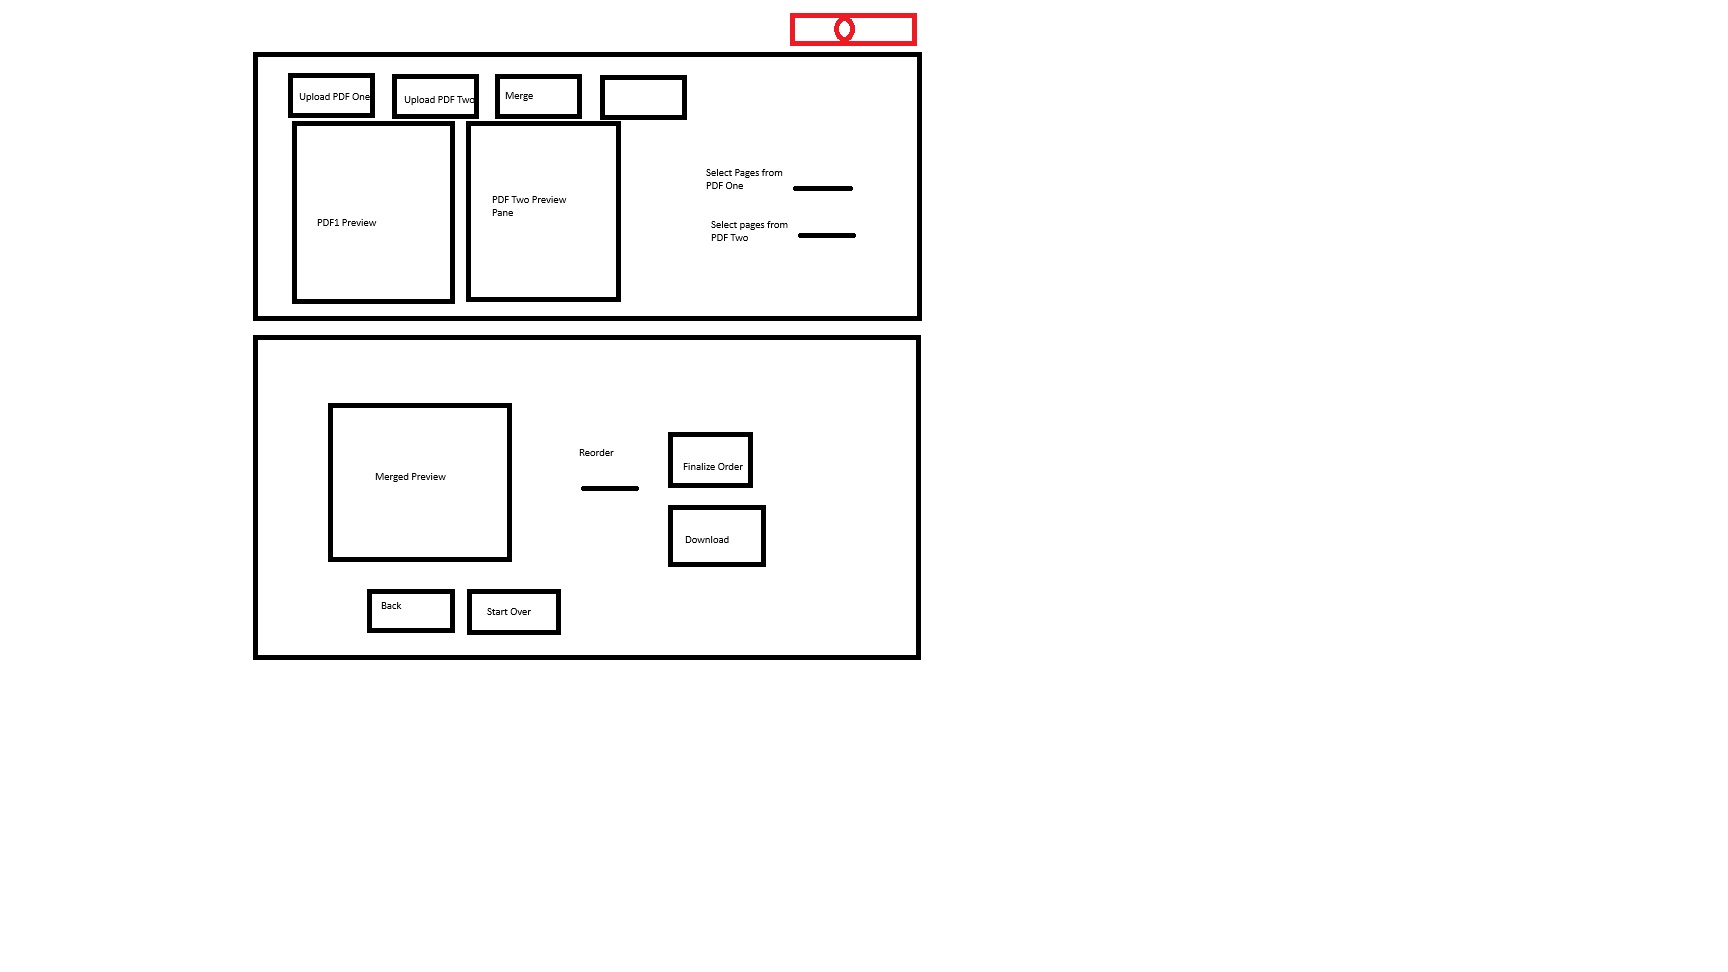 Upload PDF One
Upload PDF Two
Merge
PDF1 Preview
PDF Two Preview
Pane
Select Pages from
PDF One
Select pages from
PDF Two
Merged Preview
Reorder
Finalize Order
Download
Back
Start Over